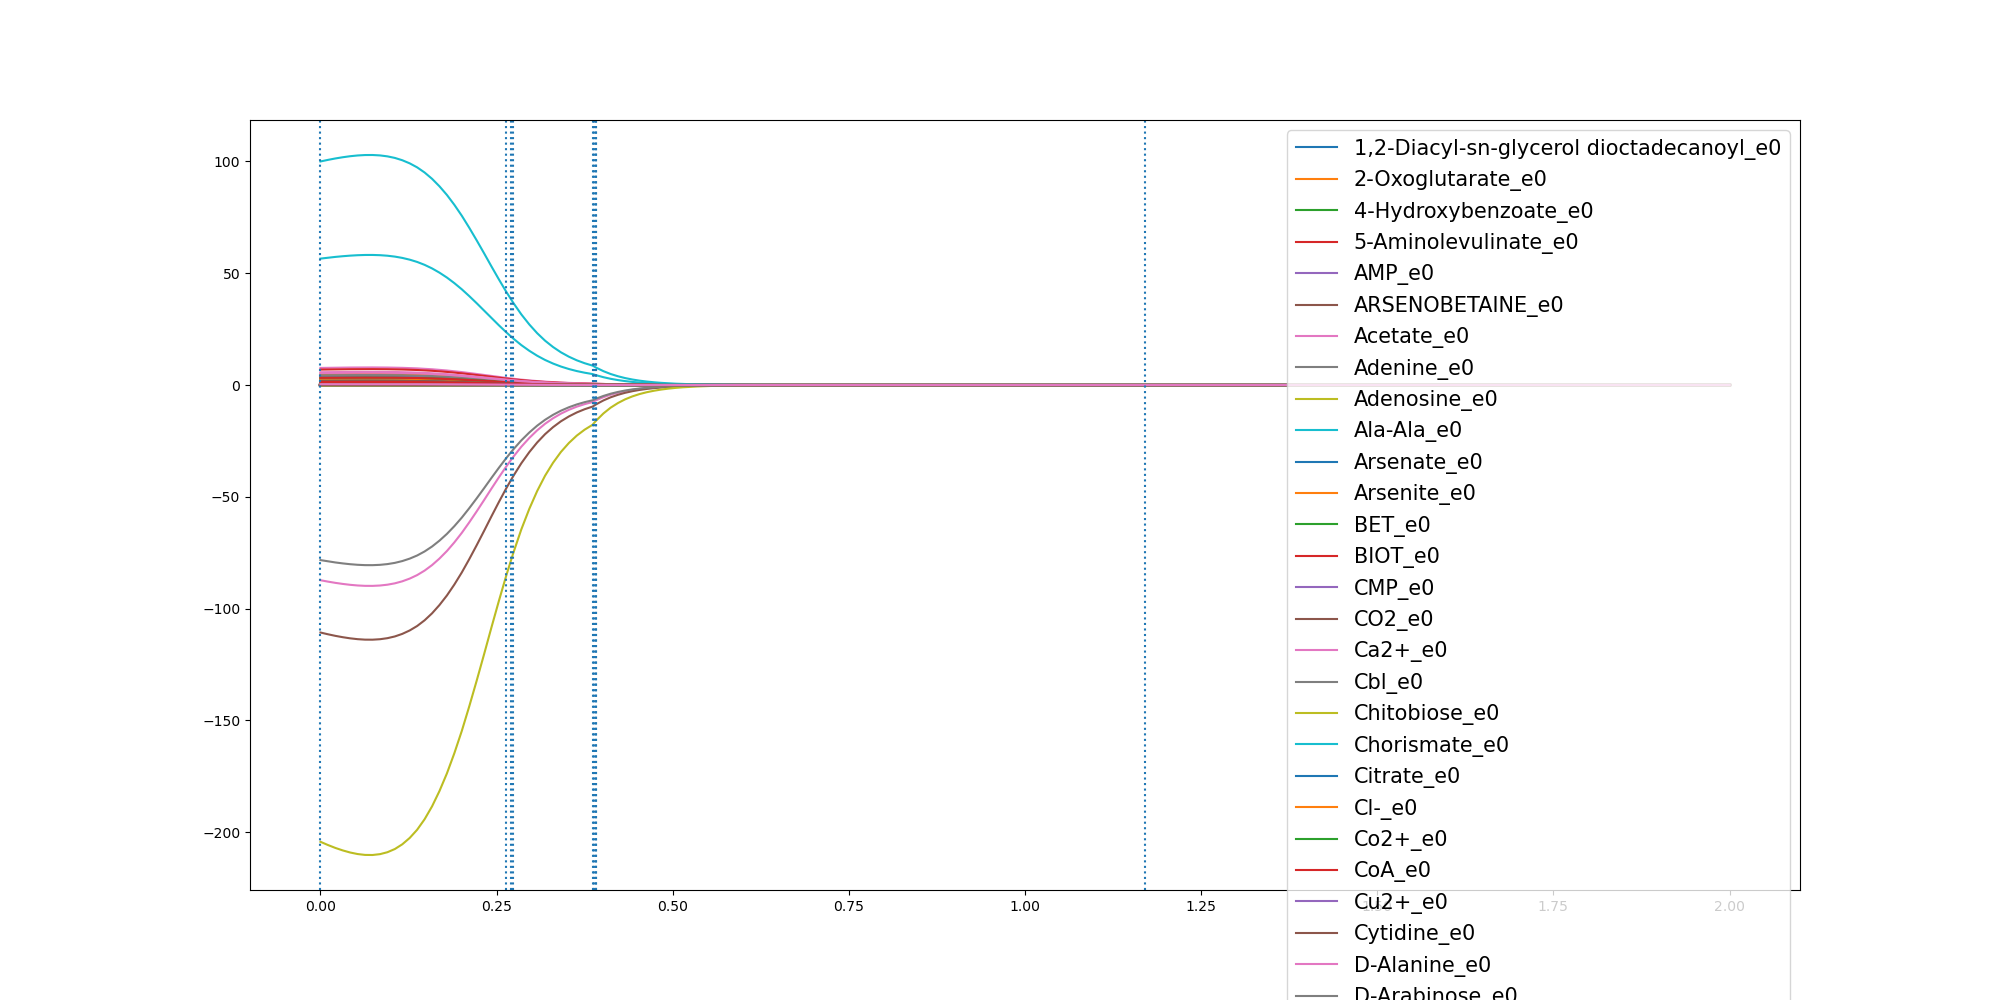 100
50
0
−50
−100
−150
−200
0.00
0.25
0.50
0.75
1.00
1.25
1.75
2.00
1,2-Diacyl-sn-glycerol dioctadecanoyl_e0
2-Oxoglutarate_e0
4-Hydroxybenzoate_e0
5-Aminolevulinate_e0
AMP_e0
ARSENOBETAINE_e0
Acetate_e0
Adenine_e0
Adenosine_e0
Ala-Ala_e0
Arsenate_e0
Arsenite_e0
BET_e0
BIOT_e0
CMP_e0
CO2_e0
Ca2+_e0
Cbl_e0
Chitobiose_e0
Chorismate_e0
Citrate_e0
Cl-_e0
Co2+_e0
CoA_e0
Cu2+_e0
Cytidine_e0
D-Alanine_e0
D-Arabinose_e0